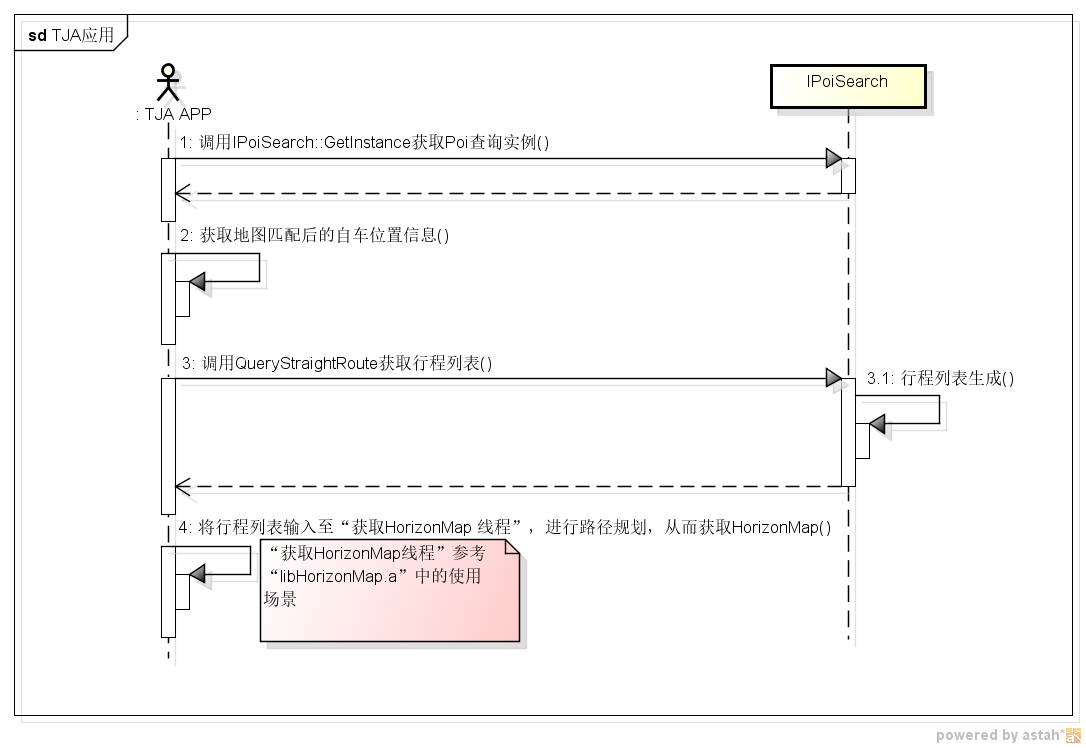 sd TJA应用
: TJA APP
IPoiSearch
1: 调用IPoiSearch::GetInstance获取Poi查询实例()
2: 获取地图匹配后的自车位置信息()
3: 调用QueryStraightRoute获取行程列表()
3.1: 行程列表生成()
4: 将行程列表输入至“获取HorizonMap 线程”，进行路径规划，从而获取HorizonMap()
“获取HorizonMap线程”参考
“libHorizonMap.a”中的使用
场景
powered by astah*